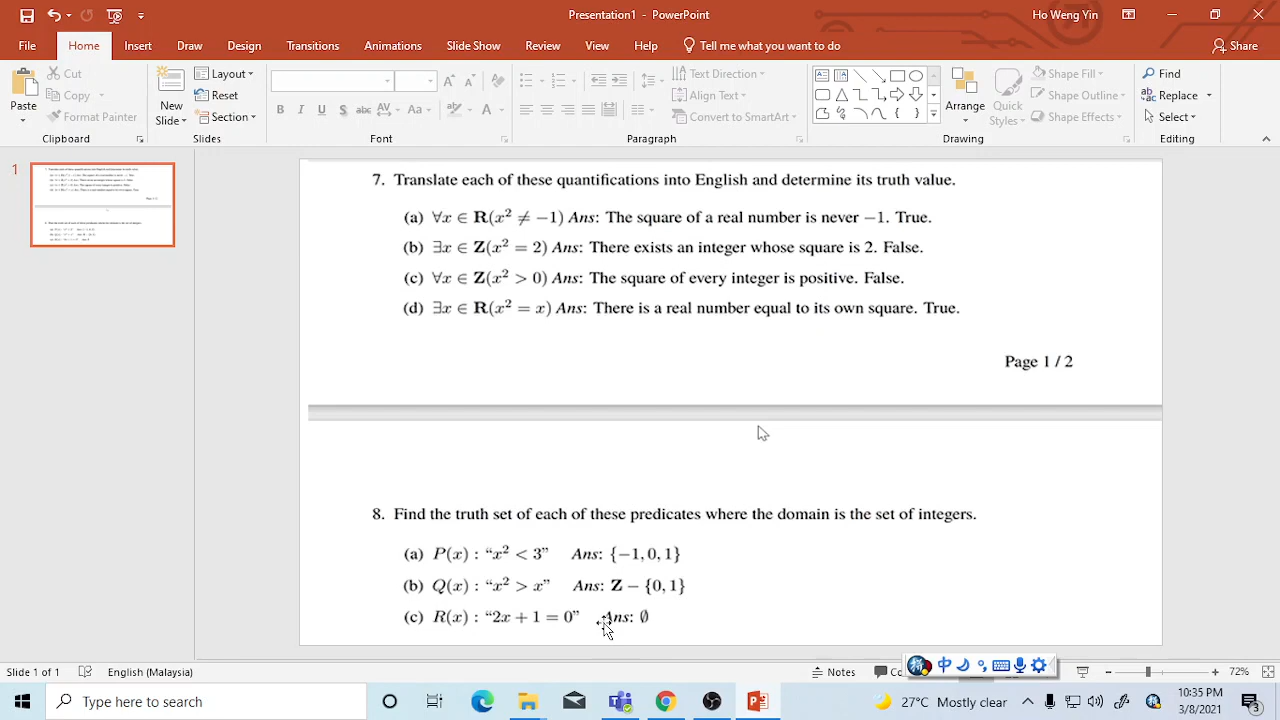 File Home Insert Design Transitions Animations Slide Show Review View Help Tell me what you want to do Share
Paste Cut Copy Format Painter
Clipboard
New Slide Layout Reset Section
Slides
B I U S abc AV Aa A
Font
Paragraph
Text Direction
Align Text
Convert to SmartArt
Arrange Quick Styles Shape Fill Shape Outline Shape Effects
Drawing
Find
Replace
Select
Editing
1
7. Translate each of these quantifications into English and determine its truth value.
(a) ∀x ∈ R(x² ≠ −1) Ans: The square of a real number is never −1. True.
(b) ∃x ∈ Z(x² = 2) Ans: There exists an integer whose square is 2. False.
(c) ∀x ∈ Z(x² > 0) Ans: The square of every integer is positive. False.
(d) ∃x ∈ R(x² = x) Ans: There is a real number equal to its own square. True.
Page 1 / 2
8. Find the truth set of each of these predicates where the domain is the set of integers.
(a) P(x) : “x² < 3” Ans: {−1, 0, 1}
(b) Q(x) : “x² > x” Ans: Z − {0, 1}
(c) R(x) : “2x + 1 = 0” Ans: ∅
Slide 1 of 1 English (Malaysia) Notes Co 中 72%
Type here to search 27°C Mostly clear 10:35 PM
3/8/2021 3